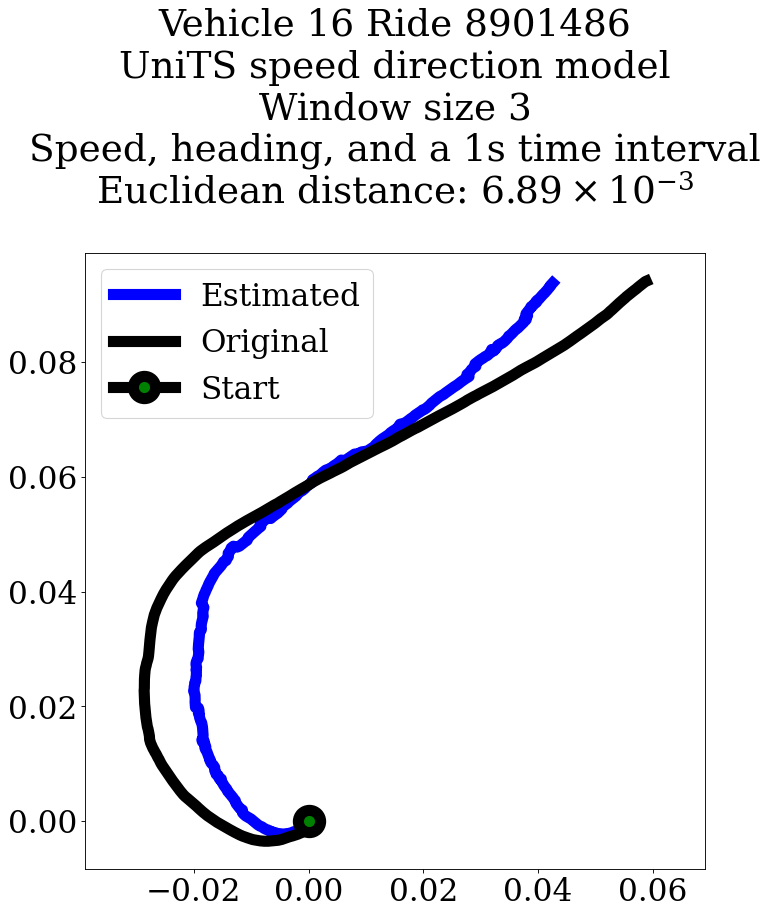 Vehicle 16 Ride 8901486
UniTS speed direction model
Window size 3
Speed, heading, and a 1s time interval
Euclidean distance: 6.89 × 10⁻³
Estimated
Original
Start
0.08
0.06
0.04
0.02
0.00
−0.02 0.00 0.02 0.04 0.06